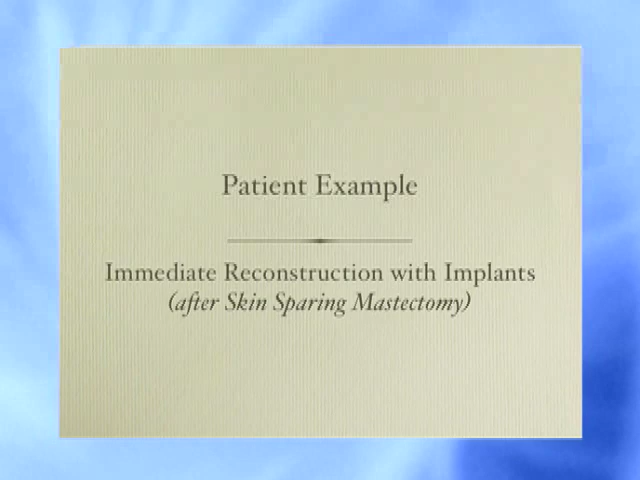 Patient Example
Immediate Reconstruction with Implants
(after Skin Sparing Mastectomy)